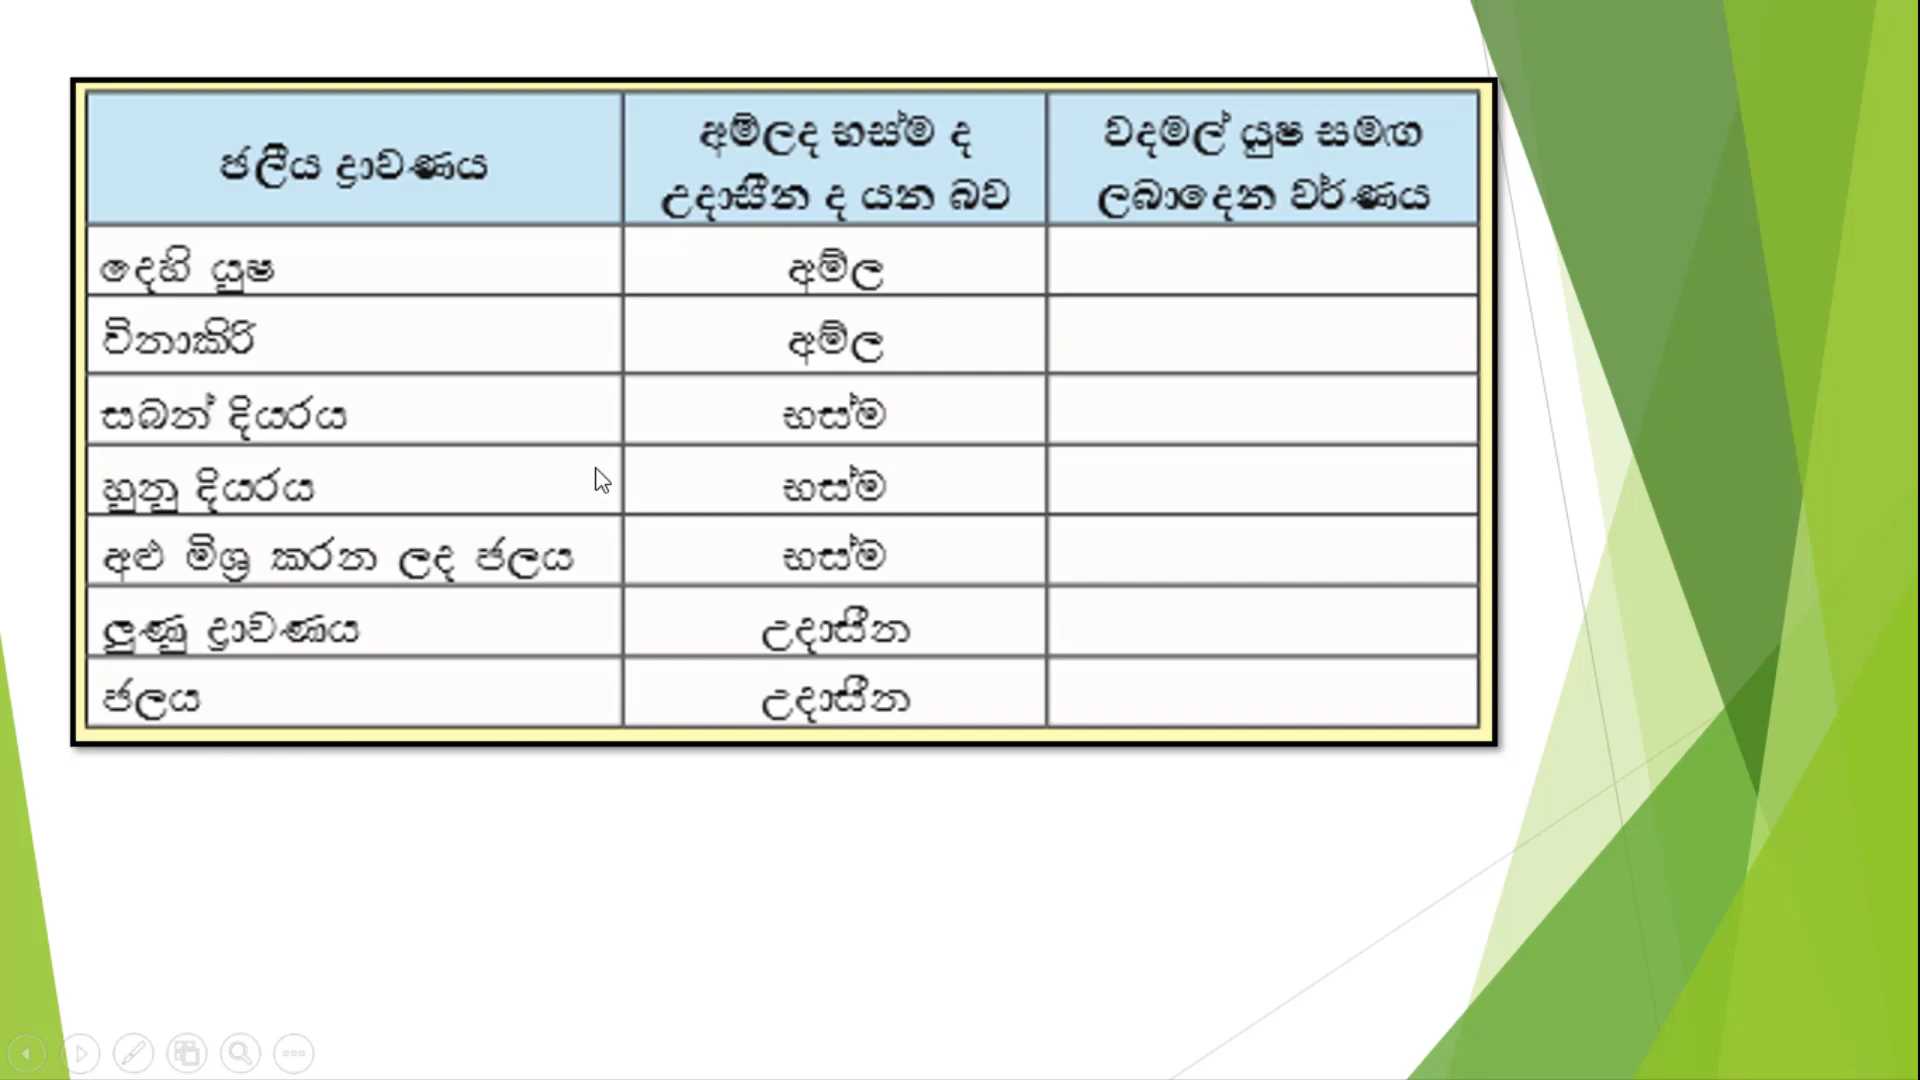 ජලීය ද්‍රාවණය
අම්ලද භස්ම ද
උදාසීන ද යන බව
වදමල් යුෂ සමඟ
ලබාදෙන වර්ණය
දෙහි යුෂ
අම්ල
විනාකිරි
අම්ල
සබන් දියරය
භස්ම
හුනු දියරය
භස්ම
අළු මිශ්‍ර කරන ලද ජලය
භස්ම
ලුණු ද්‍රාවණය
උදාසීන
ජලය
උදාසීන